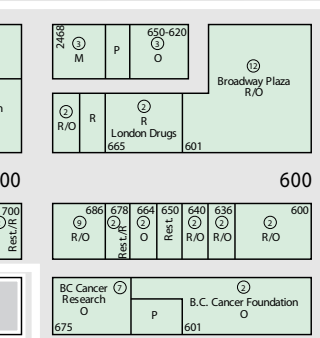 2468
3
M
P
650-620
3
O
12
Broadway Plaza
R/O
2
R/O
R
2
R
London Drugs
665
601
00
600
700
Rest./R
686
9
R/O
678
2
Rest./R
664
2
O
650
Rest.
640
2
R/O
636
2
R/O
600
2
R/O
BC Cancer 7
Research
O
675
P
2
B.C. Cancer Foundation
O
601